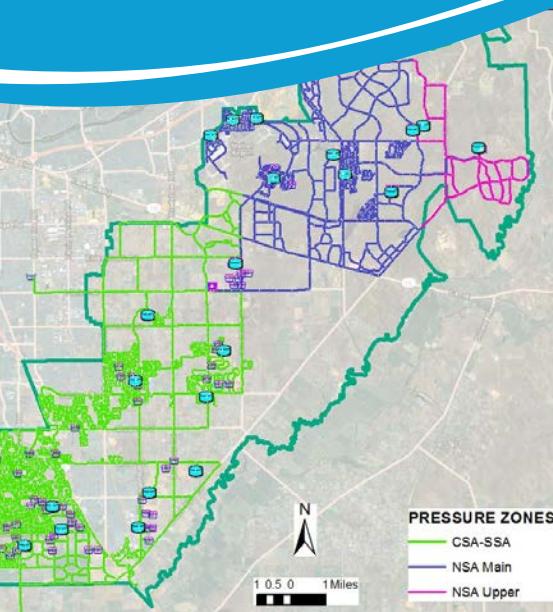 N
1 0.5 0 1 Miles
PRESSURE ZONES
CSA-SSA
NSA Main
NSA Upper